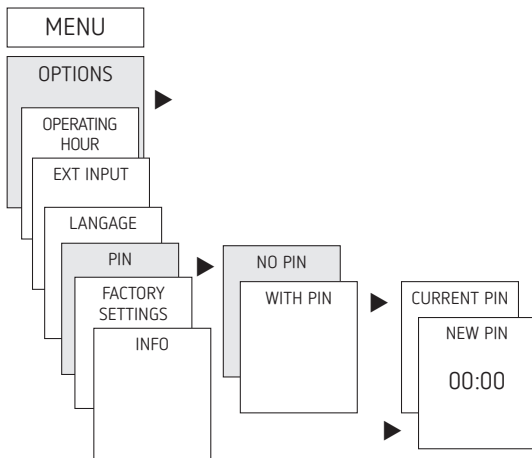 MENU
OPTIONS
OPERATING
HOUR
EXT INPUT
LANGAGE
PIN
FACTORY
SETTINGS
INFO
NO PIN
WITH PIN
CURRENT PIN
NEW PIN
00:00